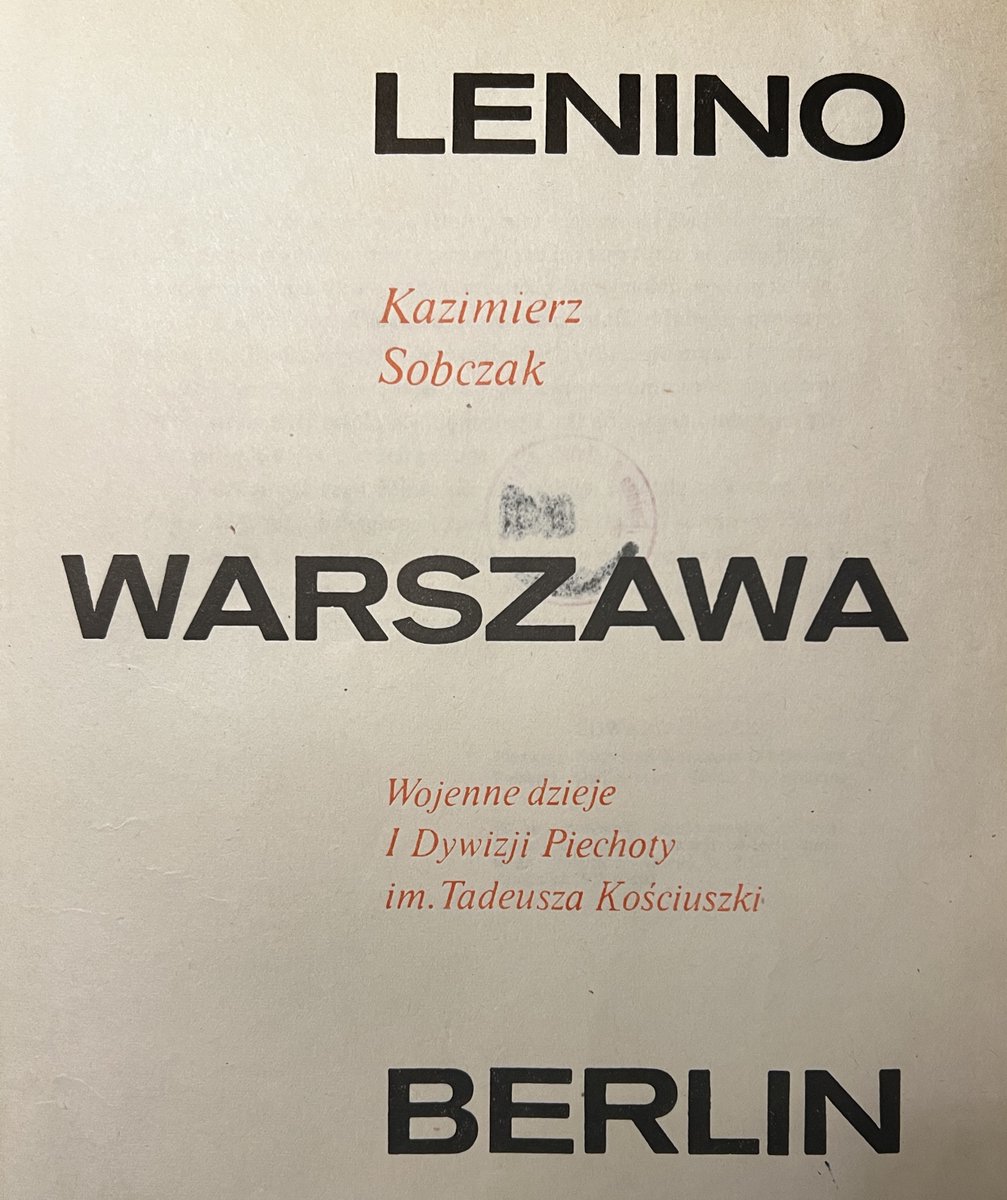 LENINO
Kazimierz
Sobczak
WARSZAWA
Wojenne dzieje
I Dywizji Piechoty
im. Tadeusza Kościuszki
BERLIN